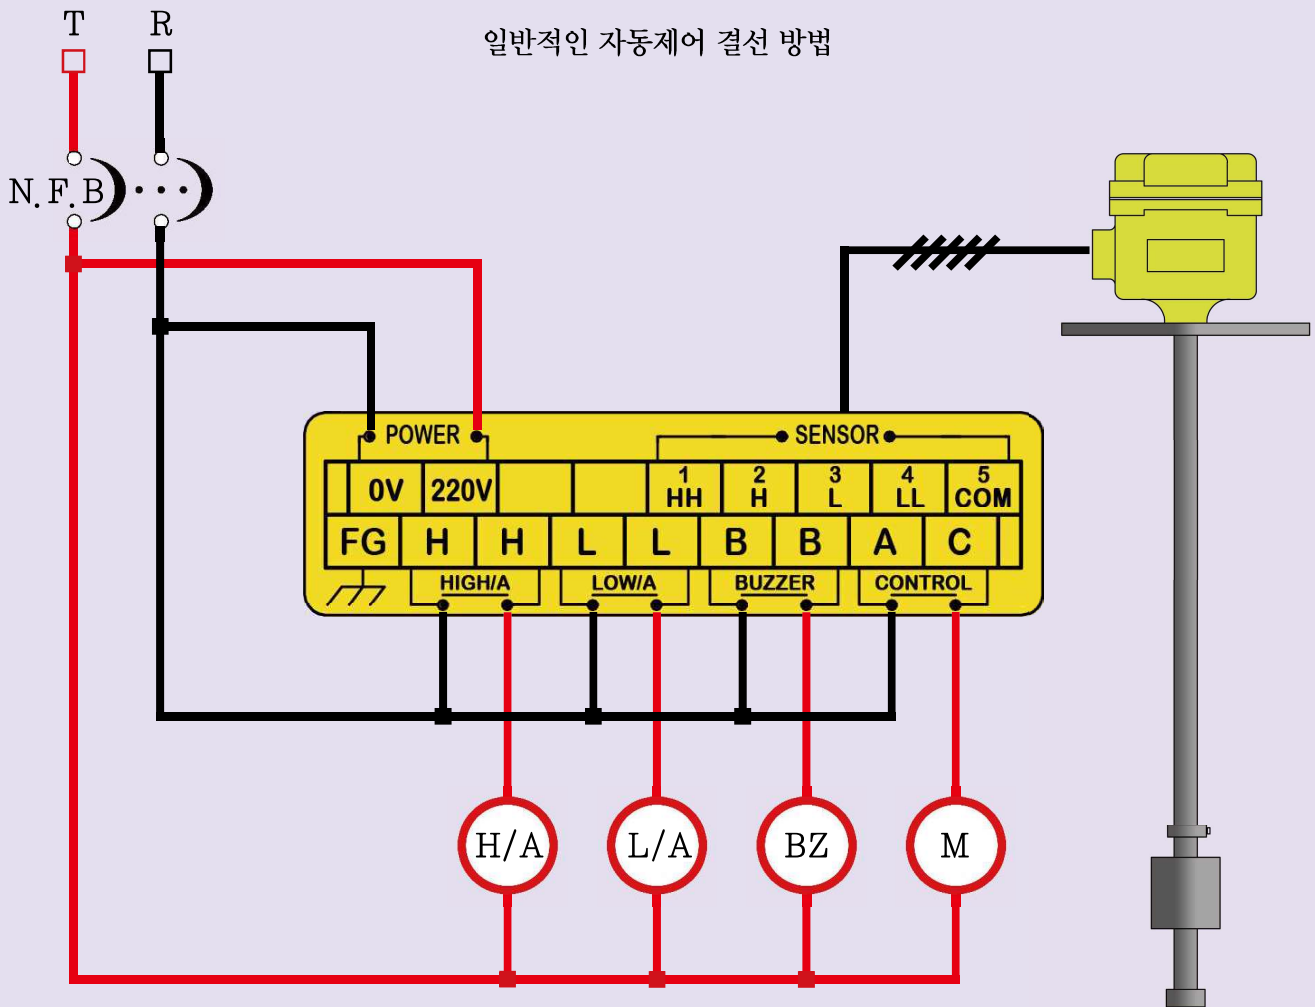 T R
일반적인 자동제어 결선 방법
N.F.B
POWER SENSOR
0V 220V 1 HH 2 H 3 L 4 LL 5 COM
FG H H L L B B A C
HIGH/A LOW/A BUZZER CONTROL
H/A L/A BZ M